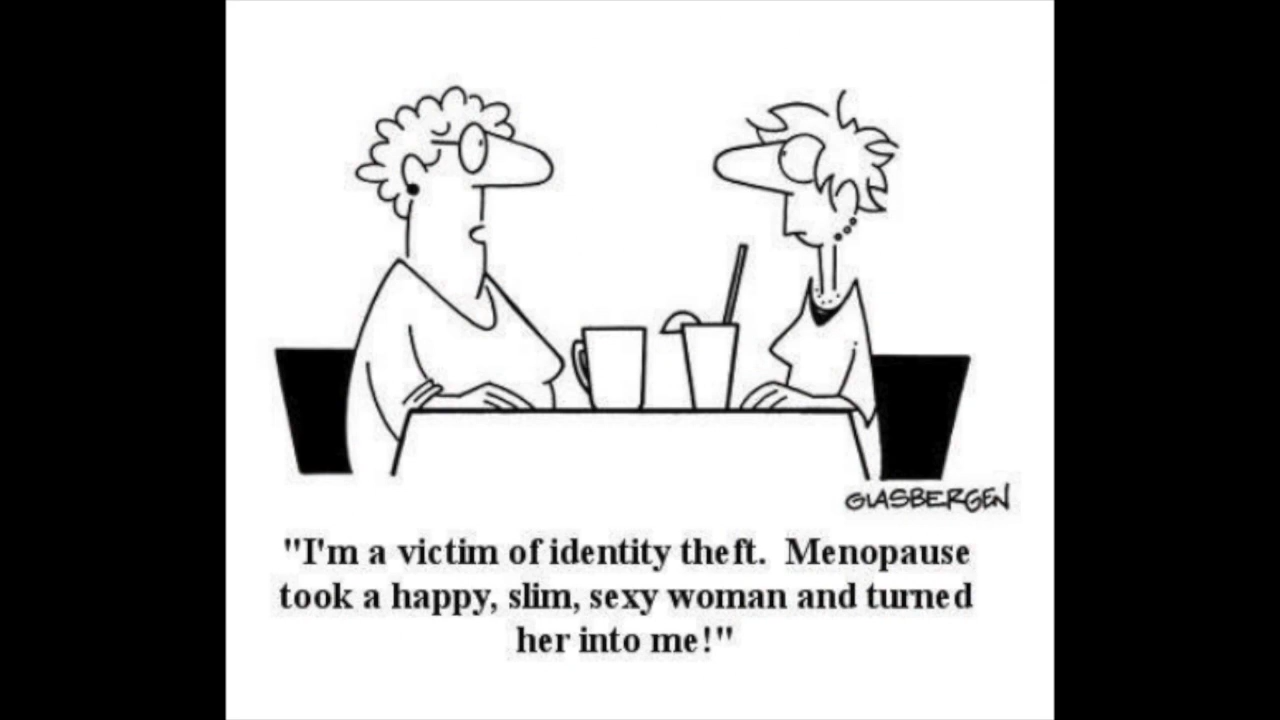 GLASBERGEN
"I'm a victim of identity theft.  Menopause
took a happy, slim, sexy woman and turned
her into me!"